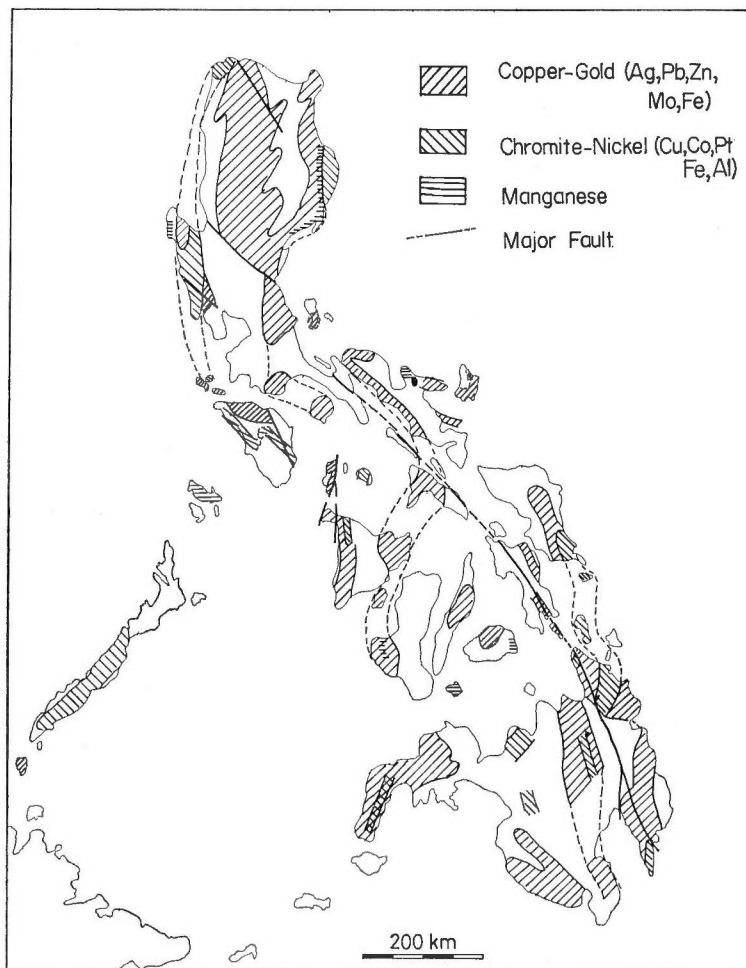 Copper-Gold (Ag,Pb,Zn,
Mo,Fe)
Chromite-Nickel (Cu,Co,Pt
Fe,Al)
Manganese
Major Fault
200 km